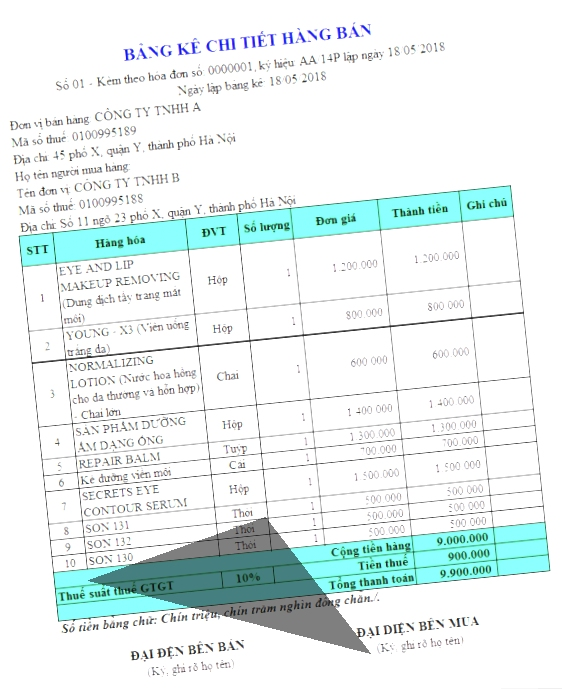 BẢNG KÊ CHI TIẾT HÀNG BÁN
Số 01 - Kèm theo hóa đơn số: 0000001, ký hiệu: AA 14P lập ngày 18/05/2018
Ngày lập bảng kê: 18/05/2018
Đơn vị bán hàng: CÔNG TY TNHH A
Mã số thuế: 0100995189
Địa chỉ: 45 phố X, quận Y, thành phố Hà Nội
Họ tên người mua hàng:
Tên đơn vị: CÔNG TY TNHH B
Mã số thuế: 0100995188
Địa chỉ: Số 11 ngõ 23 phố X, quận Y, thành phố Hà Nội
STT Hàng hóa ĐVT Số lượng Đơn giá Thành tiền Ghi chú
1 EYE AND LIP MAKEUP REMOVING (Dung dịch tẩy trang mắt môi) Hộp 1 1.200.000 1.200.000
2 YOUNG - X3 (Viên uống trắng da) Hộp 1 800.000 800.000
3 NORMALIZING LOTION (Nước hoa hồng cho da thường và hỗn hợp) - Chai lớn Chai 1 600.000 600.000
4 SẢN PHẨM DƯỠNG ẨM DẠNG ỐNG Hộp 1 1.400.000 1.400.000
5 REPAIR BALM Tuýp 1 1.300.000 1.300.000
6 Kẻ dưỡng viền môi Cái 1 700.000 700.000
7 SECRETS EYE CONTOUR SERUM Hộp 1 1.500.000 1.500.000
8 SON 131 Thỏi 1 500.000 500.000
9 SON 132 Thỏi 1 500.000 500.000
10 SON 130 Thỏi 1 500.000 500.000
Cộng tiền hàng 9.000.000
Thuế suất thuế GTGT 10% Tiền thuế 900.000
Tổng thanh toán 9.900.000
Số tiền bằng chữ: Chín triệu, chín trăm nghìn đồng chẵn./.
ĐẠI ĐỆN BÊN BÁN ĐẠI DIỆN BÊN MUA
(Ký, ghi rõ họ tên) (Ký, ghi rõ họ tên)